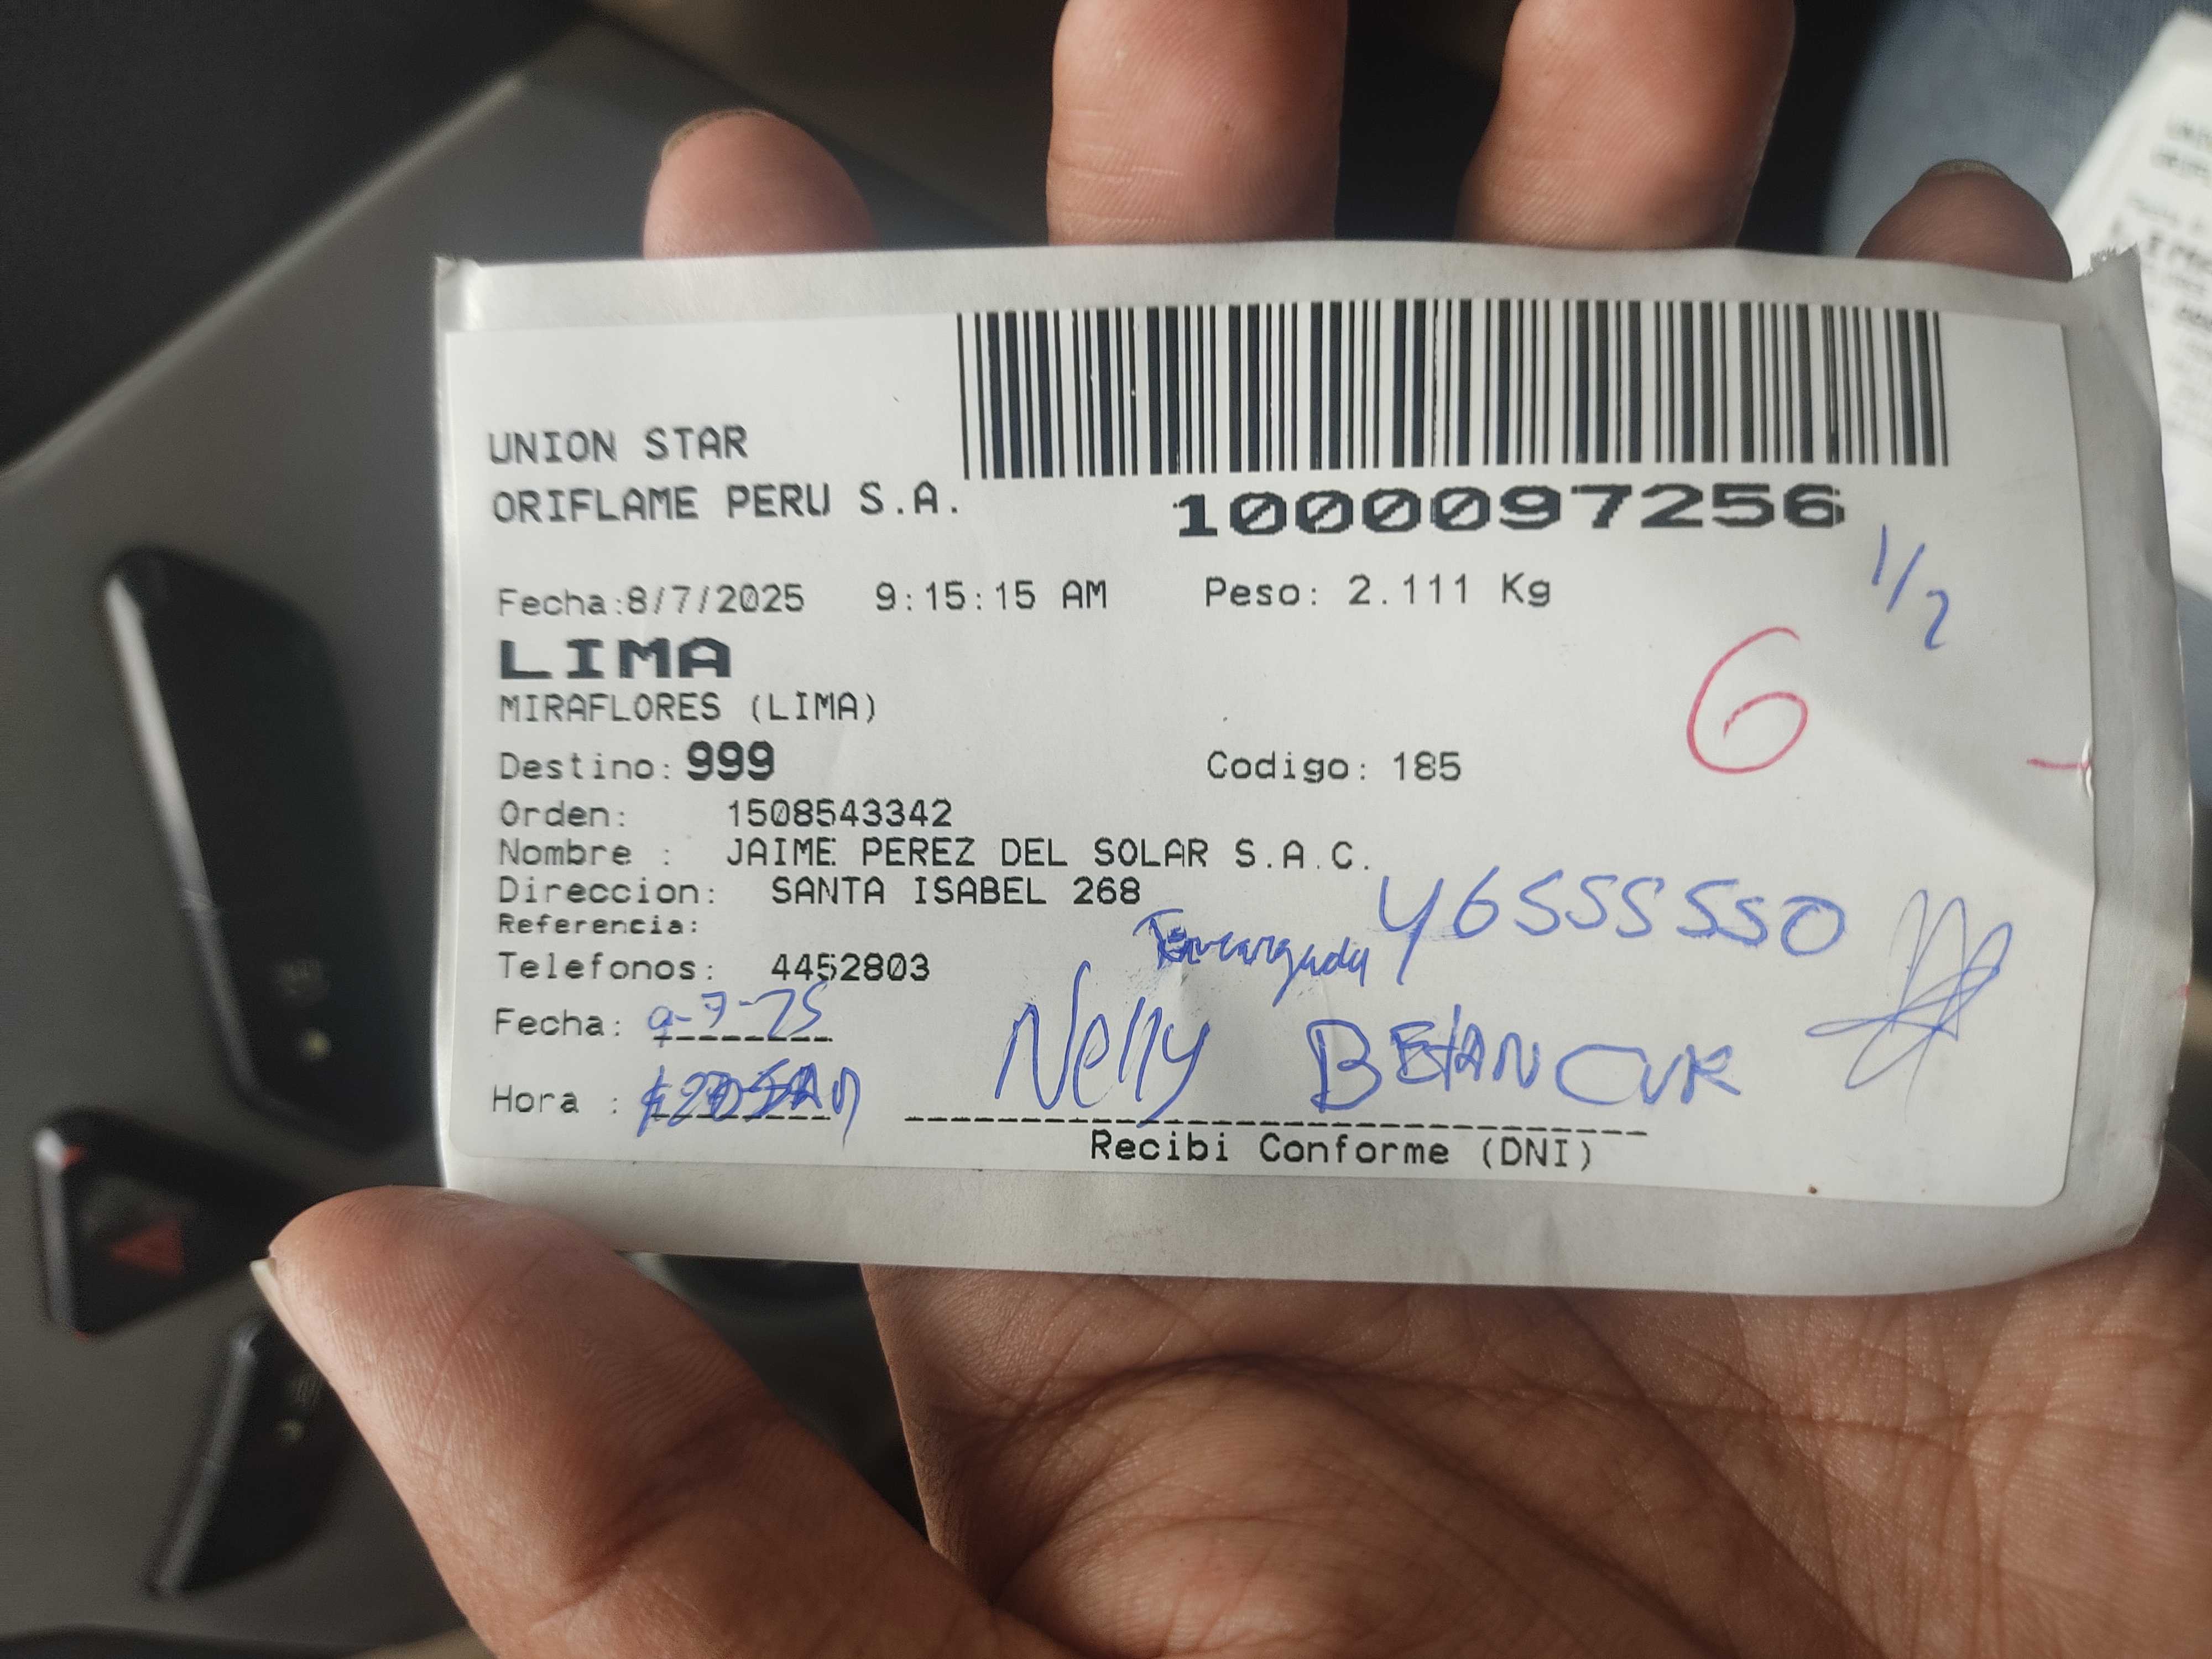 UNION STAR
ORIFLAME PERU S.A.
1000097256
1/2
Fecha:8/7/2025 9:15:15 AM Peso: 2.111 Kg
LIMA
6
MIRAFLORES (LIMA)
Destino: 999 Codigo: 185
Orden: 1508543342
Nombre : JAIME PEREZ DEL SOLAR S.A.C.
Direccion: SANTA ISABEL 268
46555550
Referencia:
Encargada
Telefonos: 4452803
Fecha: 9-7-25
Nelly BEtANCUR
Hora :
Recibi Conforme (DNI)